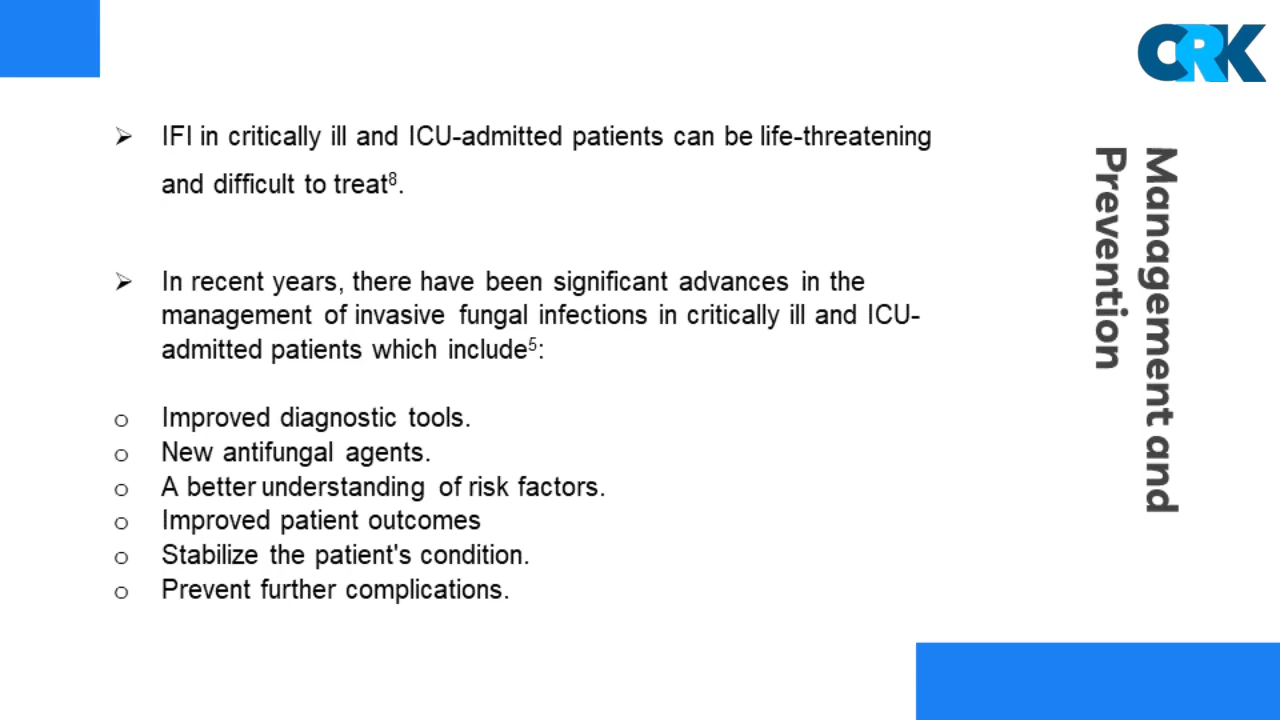 CRK
Management and
Prevention
➢ IFI in critically ill and ICU-admitted patients can be life-threatening
and difficult to treat⁸.
➢ In recent years, there have been significant advances in the
management of invasive fungal infections in critically ill and ICU-
admitted patients which include⁵:
o Improved diagnostic tools.
o New antifungal agents.
o A better understanding of risk factors.
o Improved patient outcomes
o Stabilize the patient's condition.
o Prevent further complications.